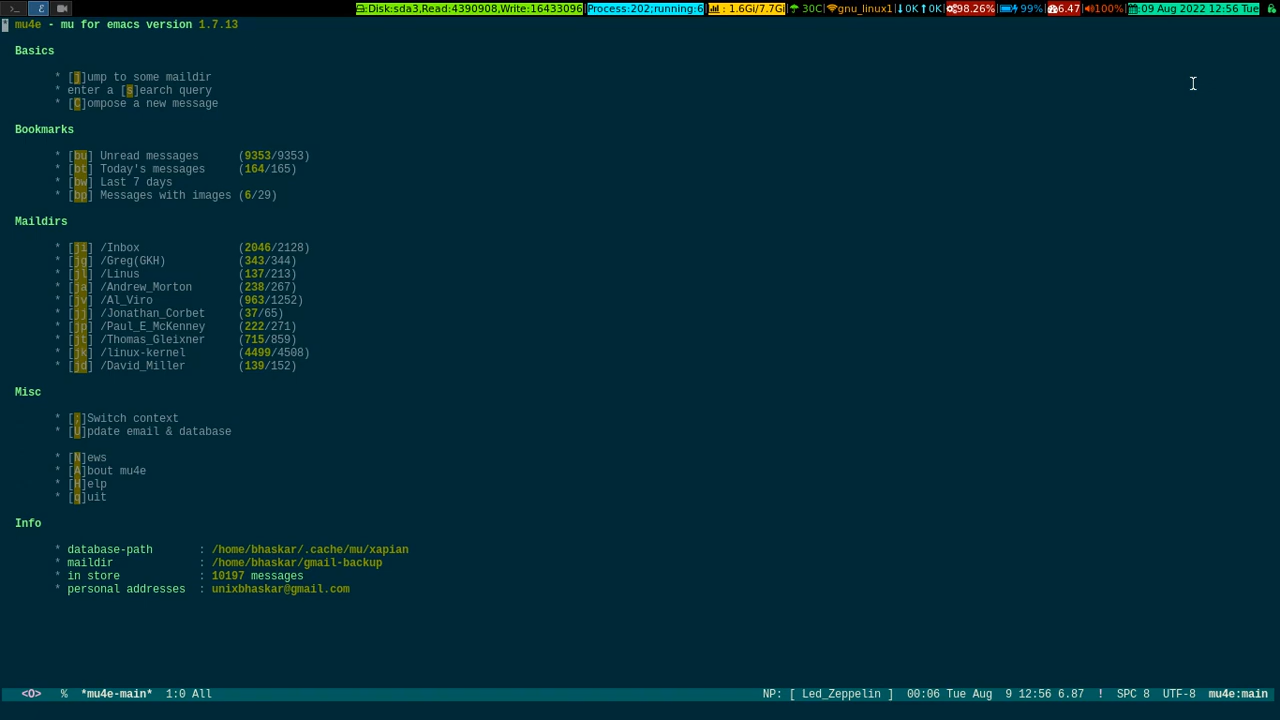 >_ ℰ Disk:sda3,Read:4390908,Write:16433096 Process:202;running:6 : 1.6Gi/7.7Gi 30C gnu_linux1 ↓ 0K ↑ 0K 98.26% 99% 6.47 100% :09 Aug 2022 12:56 Tue
* mu4e - mu for emacs version 1.7.13
Basics
* [j]ump to some maildir
* enter a [s]earch query
* [C]ompose a new message
Bookmarks
* [bu] Unread messages (9353/9353)
* [bt] Today's messages (164/165)
* [bw] Last 7 days
* [bp] Messages with images (6/29)
Maildirs
* [ji] /Inbox (2046/2128)
* [jg] /Greg(GKH) (343/344)
* [jl] /Linus (137/213)
* [ja] /Andrew_Morton (238/267)
* [jv] /Al_Viro (963/1252)
* [jj] /Jonathan_Corbet (37/65)
* [jp] /Paul_E_McKenney (222/271)
* [jt] /Thomas_Gleixner (715/859)
* [jk] /linux-kernel (4499/4508)
* [jd] /David_Miller (139/152)
Misc
* [;]Switch context
* [U]pdate email & database
* [N]ews
* [A]bout mu4e
* [H]elp
* [q]uit
Info
* database-path : /home/bhaskar/.cache/mu/xapian
* maildir : /home/bhaskar/gmail-backup
* in store : 10197 messages
* personal addresses : unixbhaskar@gmail.com
<O> % *mu4e-main* 1:0 All NP: [ Led_Zeppelin ] 00:06 Tue Aug 9 12:56 6.87 ! SPC 8 UTF-8 mu4e:main